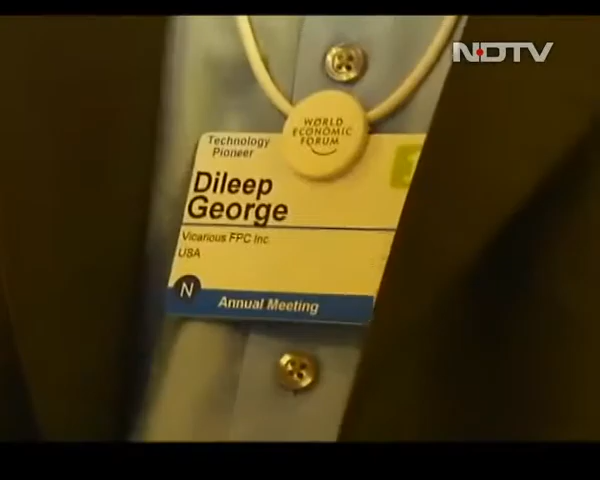 NDTV
WORLD
ECONOMIC
FORUM
Technology
Pioneer
Dileep
George
Vicarious FPC Inc
USA
N
Annual Meeting